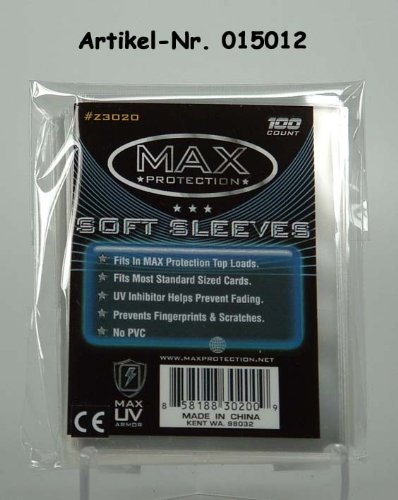 Artikel-Nr. 015012
#Z3020
100
COUNT
MAX
PROTECTION
SOFT SLEEVES
Fits In MAX Protection Top Loads.
Fits Most Standard Sized Cards.
UV Inhibitor Helps Prevent Fading.
Prevents Fingerprints & Scratches.
No PVC
WWW.MAXPROTECTION.NET
MAX
UV
ARMOR
CE
8 58188 30200 9
MADE IN CHINA
KENT WA. 98032